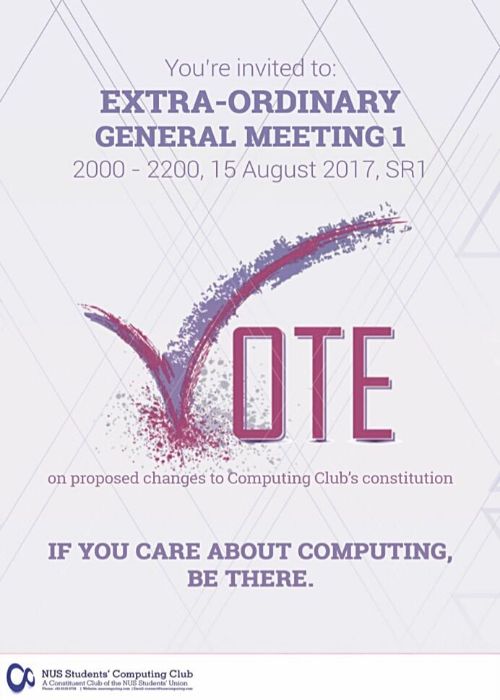 You're invited to:
EXTRA-ORDINARY
GENERAL MEETING 1
2000 - 2200, 15 August 2017, SR1
VOTE
on proposed changes to Computing Club's constitution
IF YOU CARE ABOUT COMPUTING,
BE THERE.
NUS Students' Computing Club
A Constituent Club of the NUS Students' Union